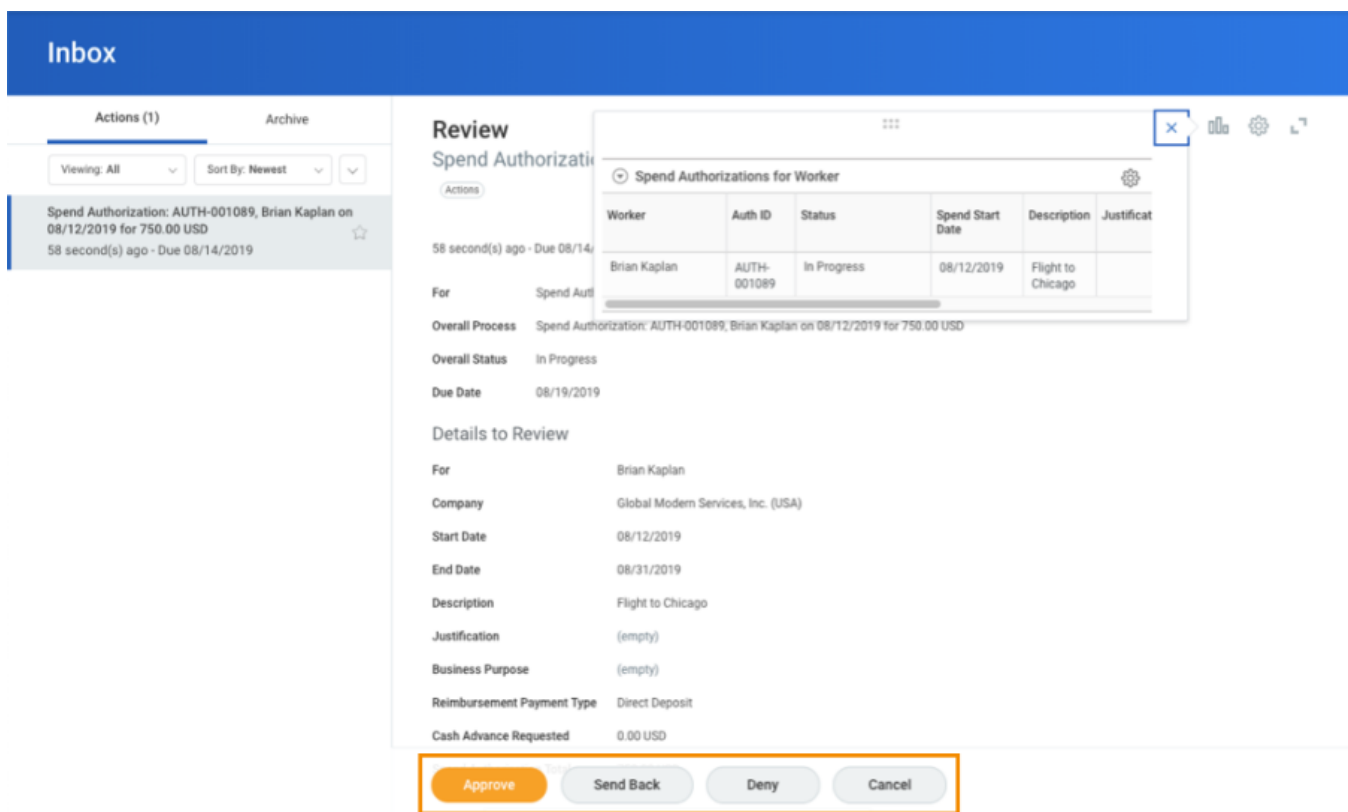 Inbox
Actions (1)
Archive
Viewing: All
Sort By: Newest
Spend Authorization: AUTH-001089, Brian Kaplan on
08/12/2019 for 750.00 USD
58 second(s) ago - Due 08/14/2019
Review
Spend Authorizati
Actions
58 second(s) ago - Due 08/14/
Spend Authorizations for Worker
Worker Auth ID Status Spend Start Date Description Justificat
Brian Kaplan AUTH-001089 In Progress 08/12/2019 Flight to Chicago
For Spend Auth
Overall Process Spend Authorization: AUTH-001089, Brian Kaplan on 08/12/2019 for 750.00 USD
Overall Status In Progress
Due Date 08/19/2019
Details to Review
For Brian Kaplan
Company Global Modern Services, Inc. (USA)
Start Date 08/12/2019
End Date 08/31/2019
Description Flight to Chicago
Justification (empty)
Business Purpose (empty)
Reimbursement Payment Type Direct Deposit
Cash Advance Requested 0.00 USD
Approve
Send Back
Deny
Cancel